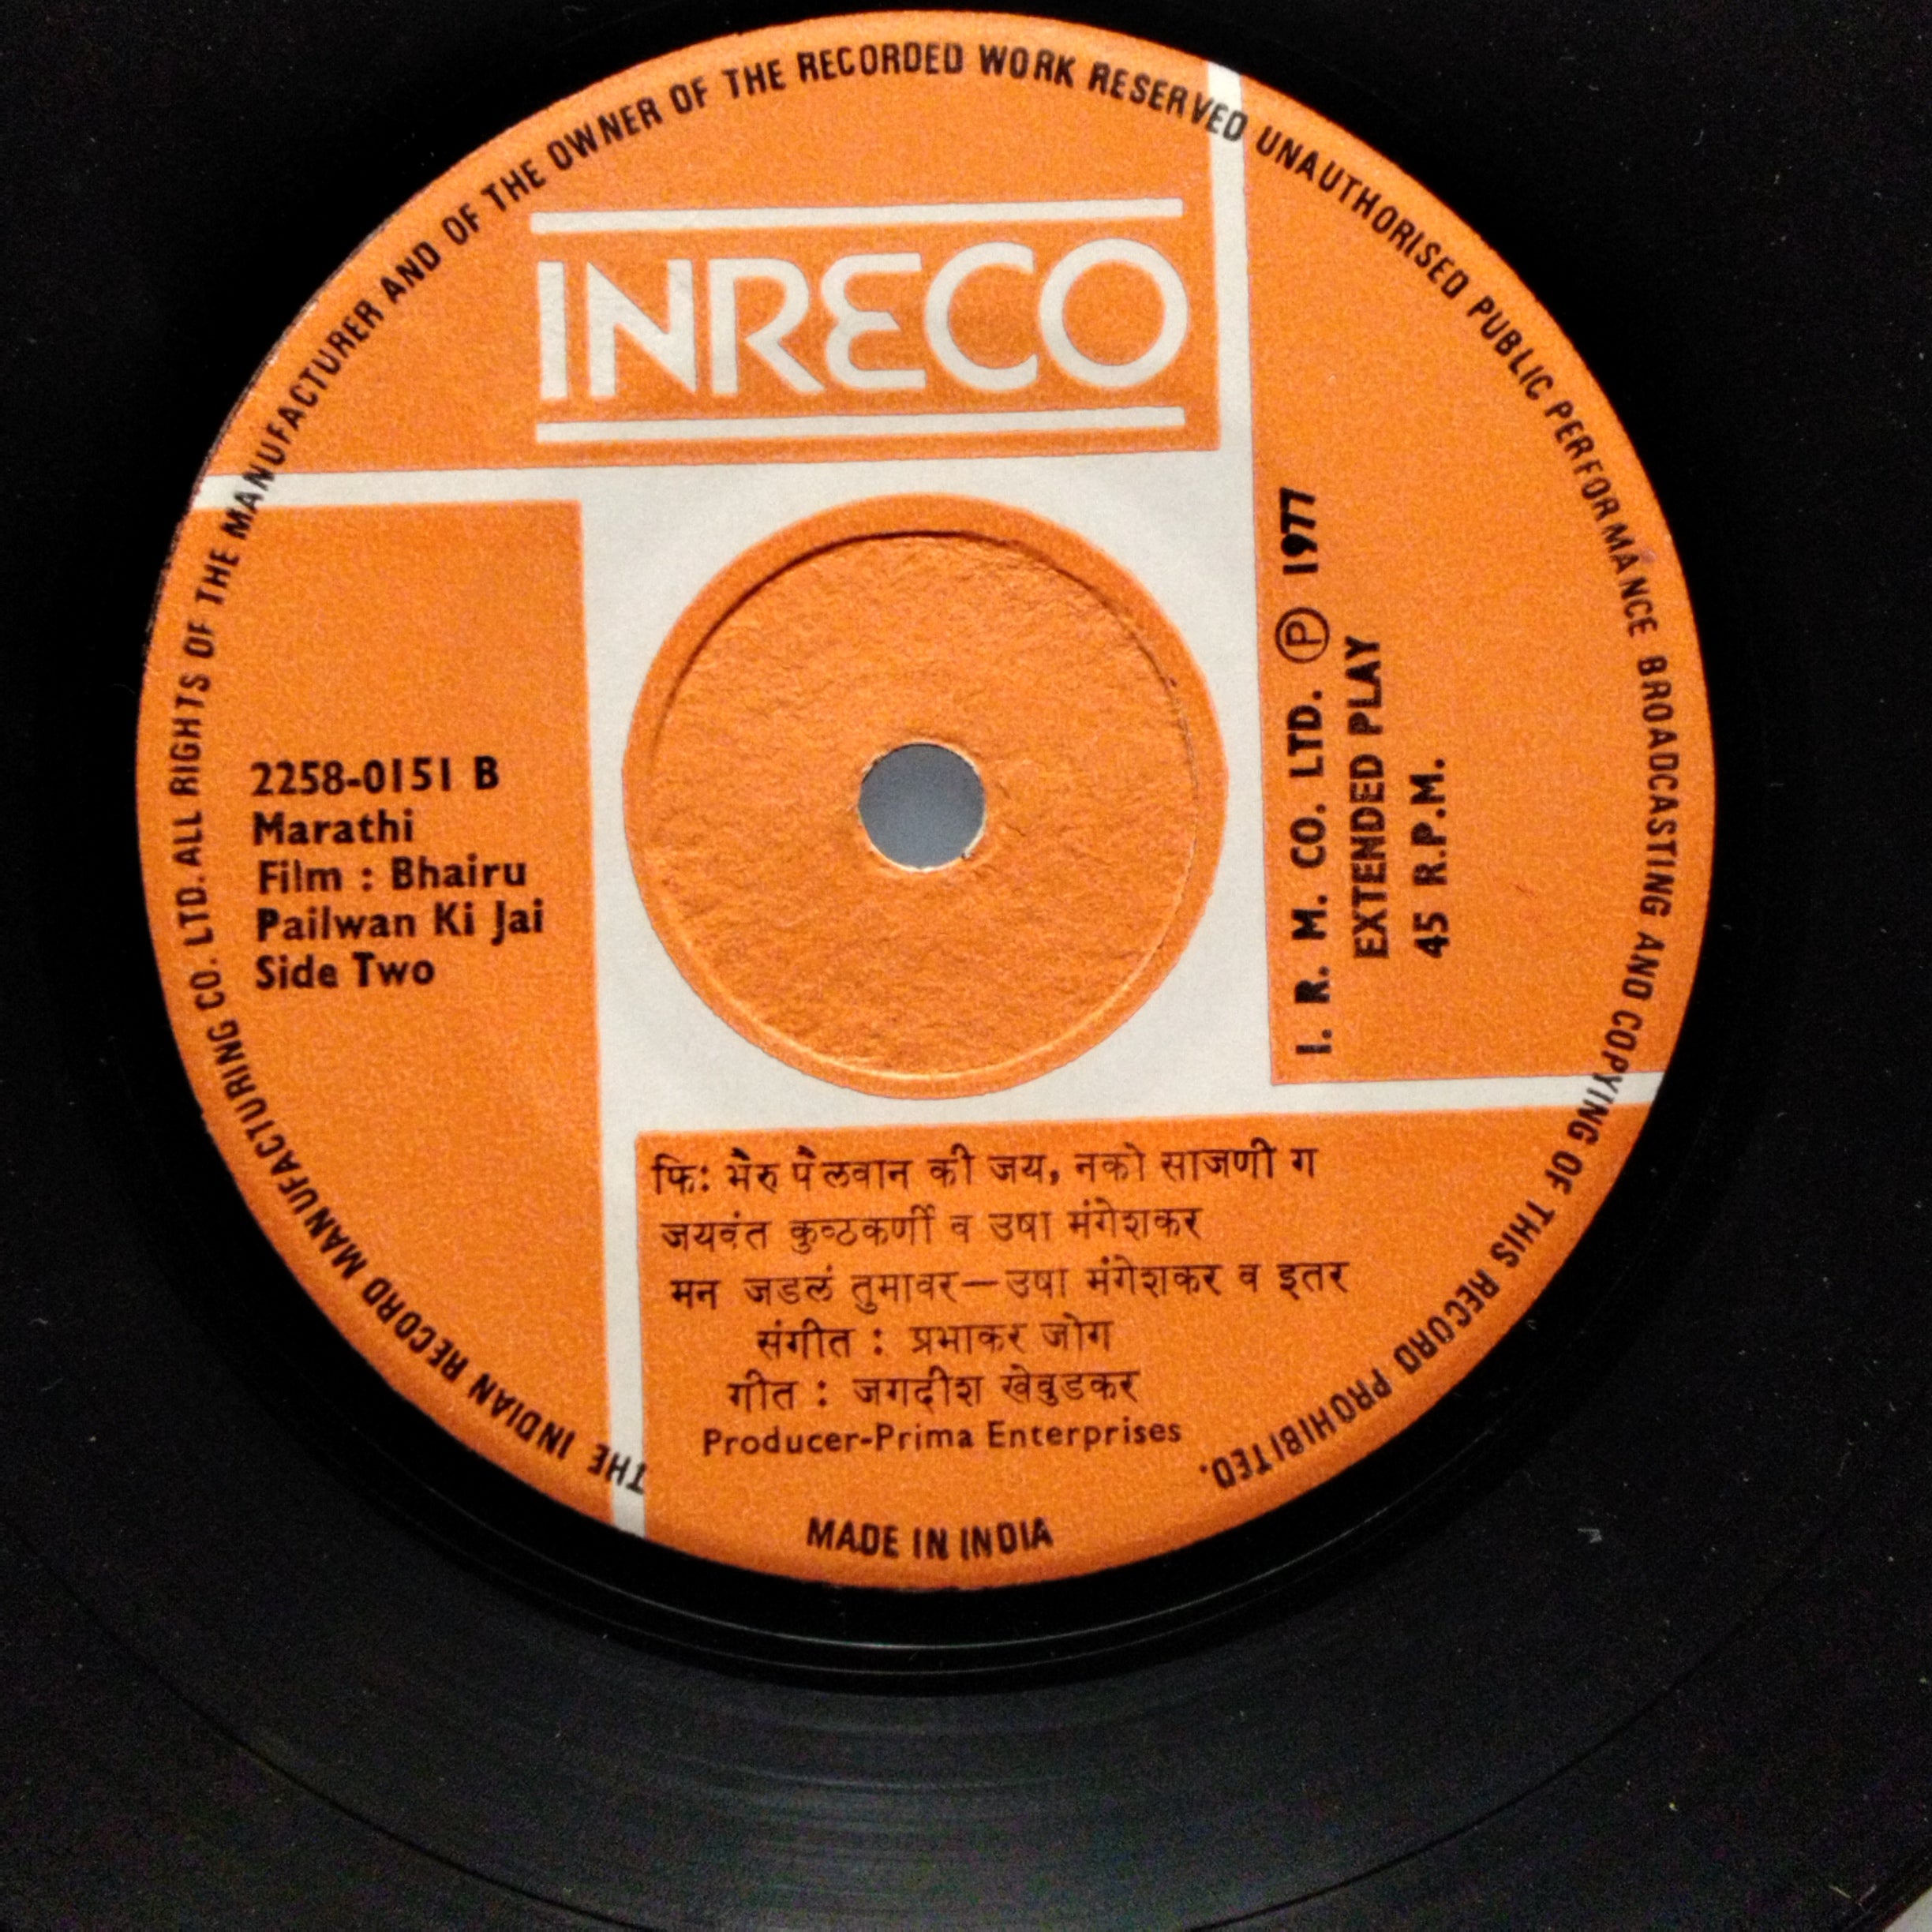 THE INDIAN RECORD MANUFACTURING CO. LTD. ALL RIGHTS OF THE MANUFACTURER AND OF THE OWNER OF THE RECORDED WORK RESERVED UNAUTHORISED PUBLIC PERFORMANCE BROADCASTING AND COPYING OF THIS RECORD PROHIBITED.
INRECO
2258-0151 B
Marathi
Film : Bhairu
Pailwan Ki Jai
Side Two
I. R. M. CO. LTD. Ⓟ 1977
EXTENDED PLAY
45 R.P.M.
फि: भैरु पैलवान की जय, नको साजणी ग
जयवंत कुळकर्णी व उषा मंगेशकर
मन जडलं तुमावर—उषा मंगेशकर व इतर
संगीत : प्रभाकर जोग
गीत : जगदीश खेबुडकर
Producer-Prima Enterprises
MADE IN INDIA